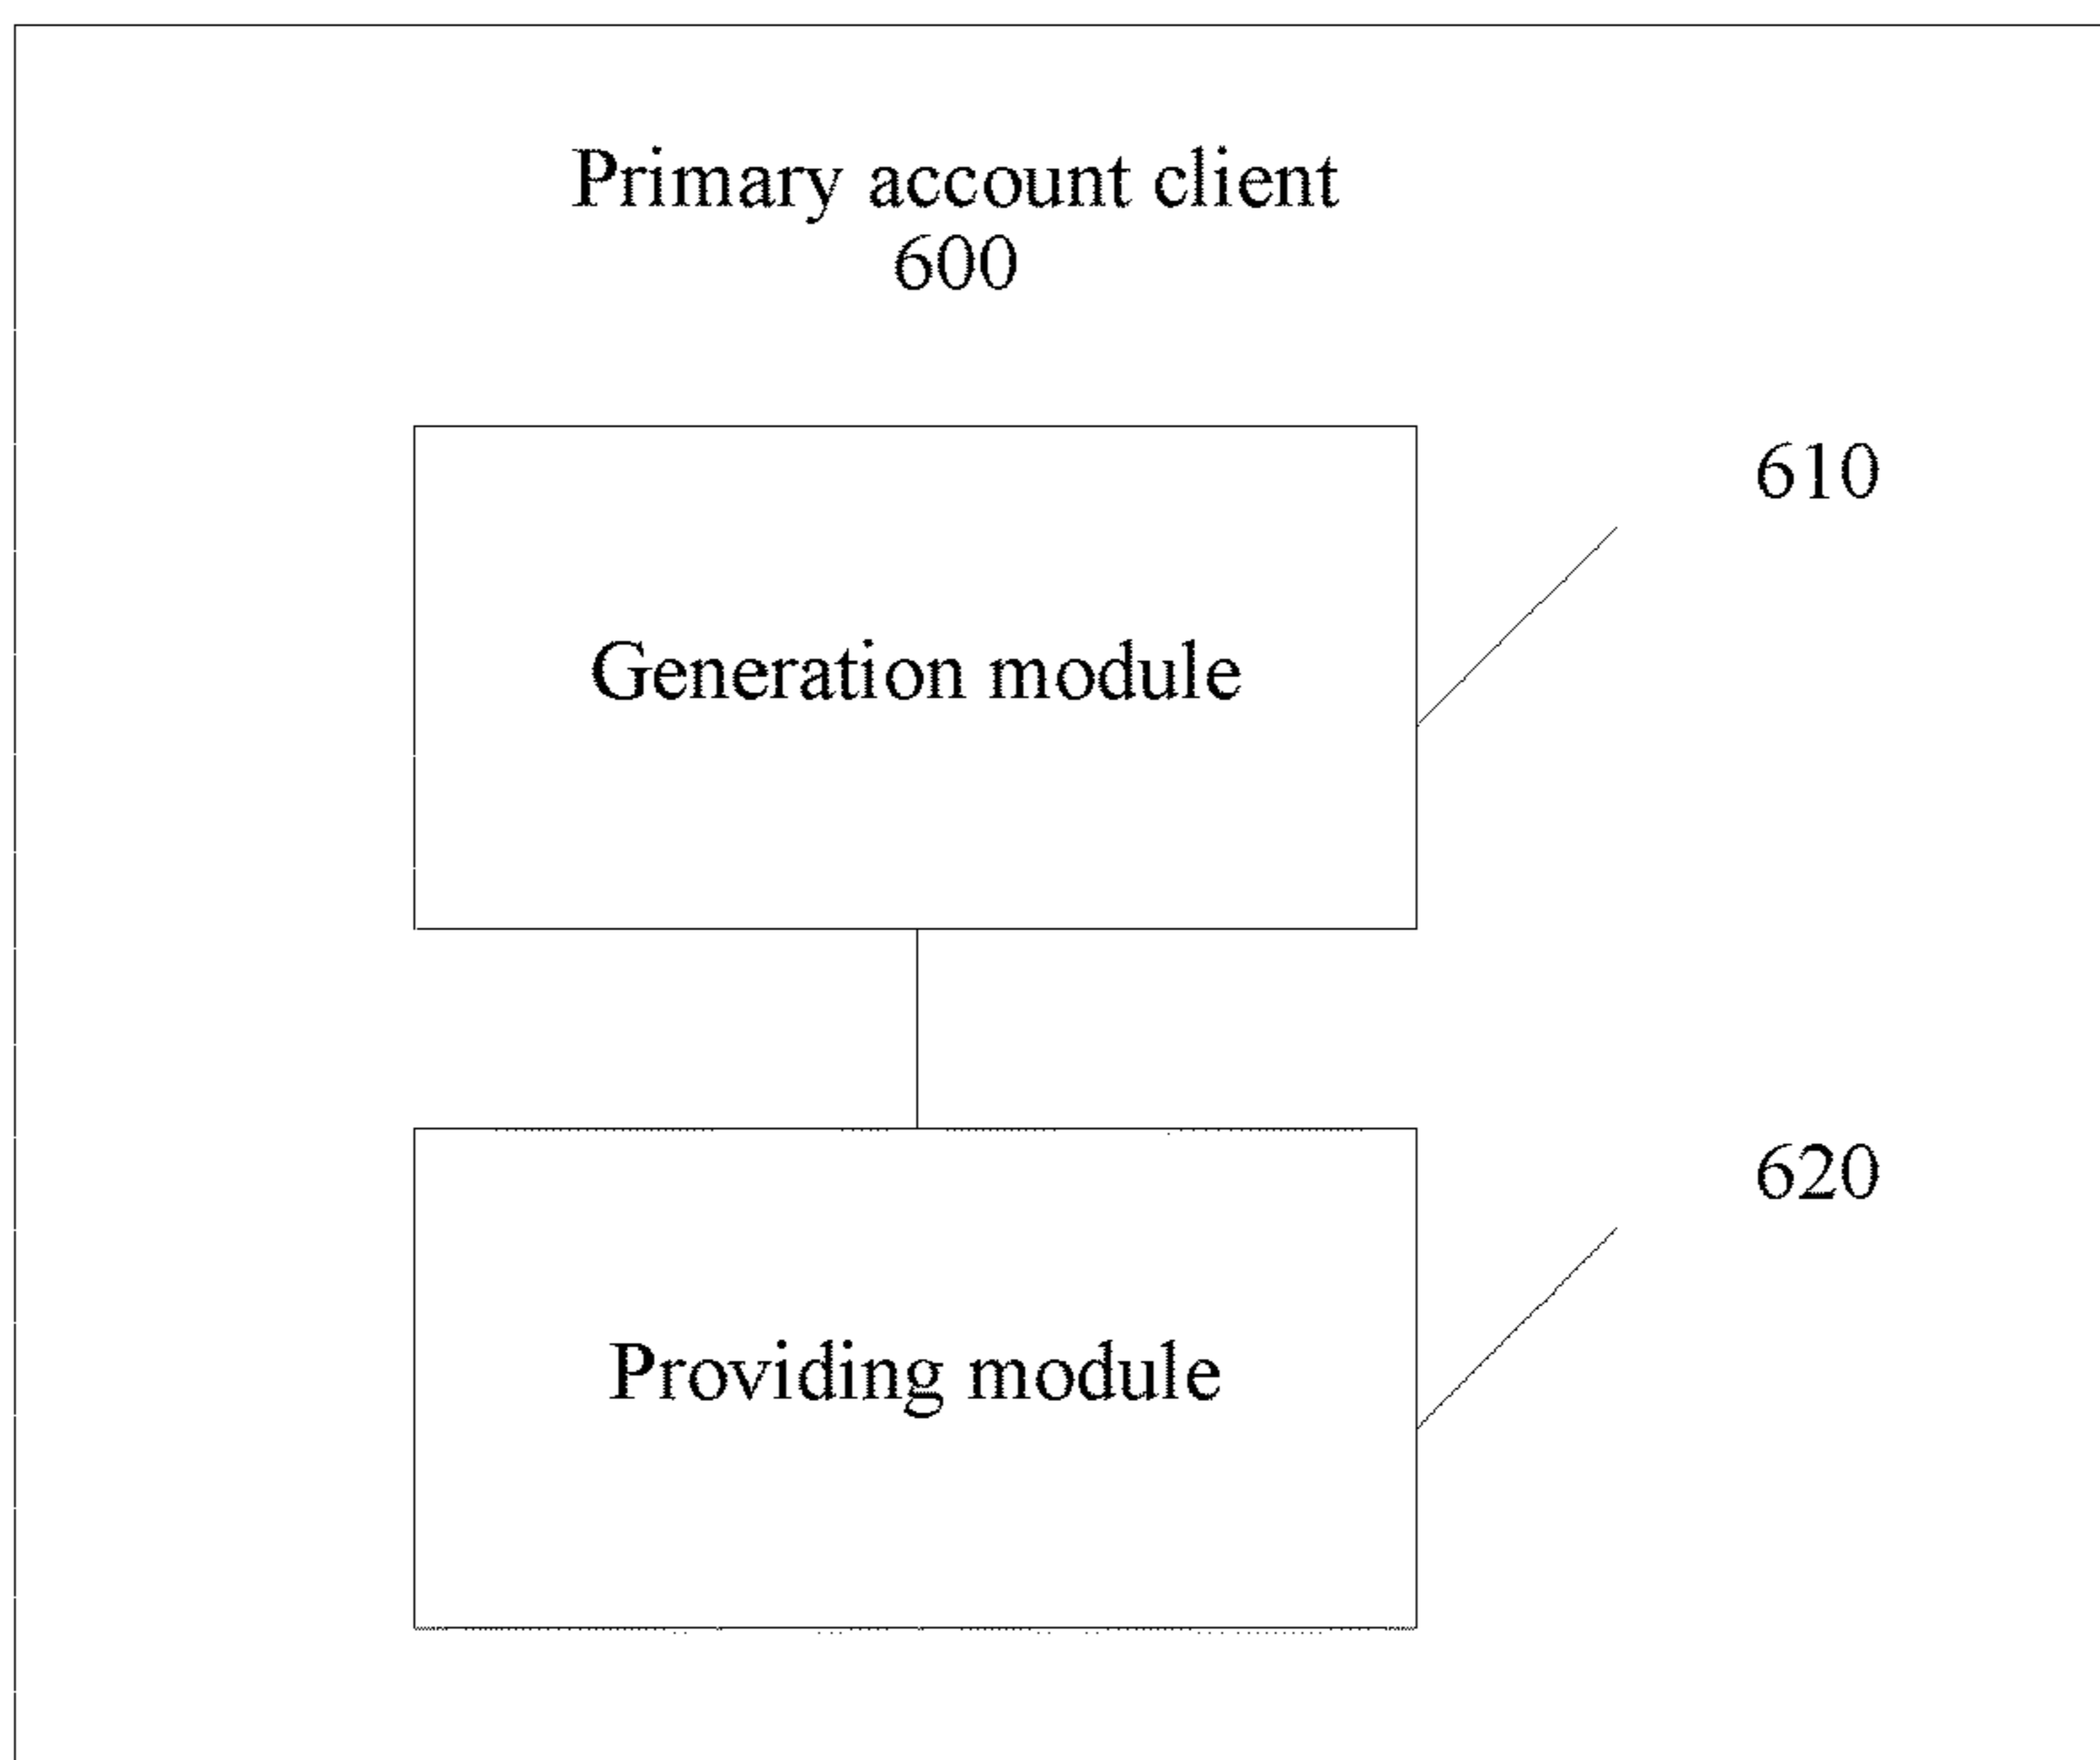 Primary account client
600
610
Generation module
620
Providing module